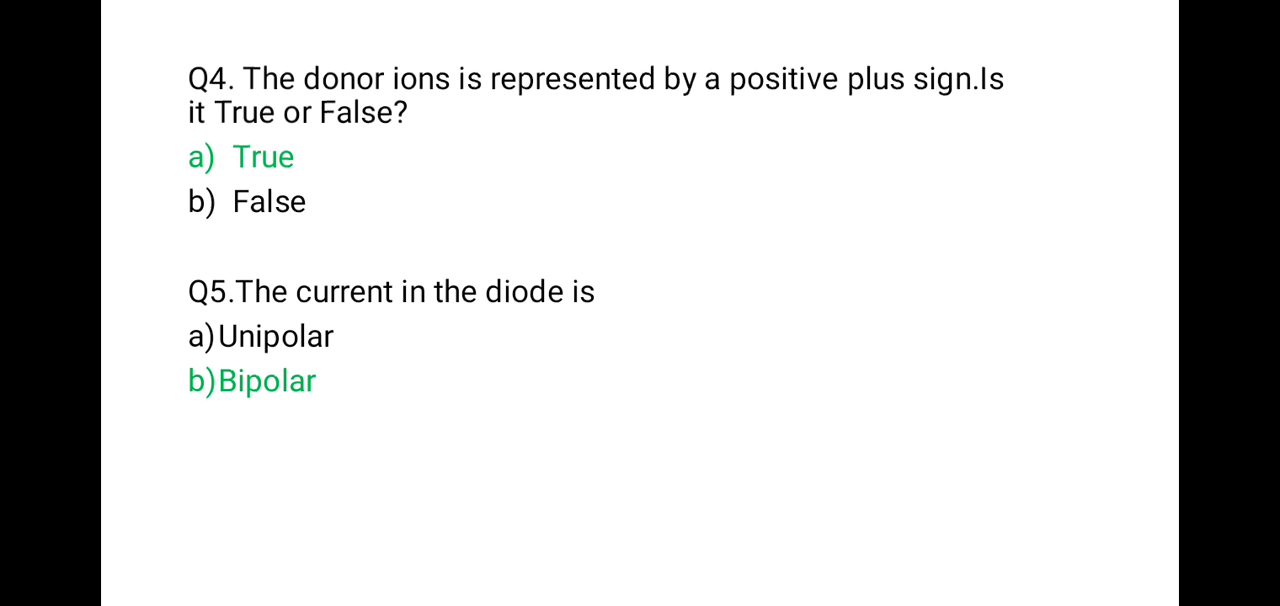 Q4. The donor ions is represented by a positive plus sign.Is
it True or False?
a) True
b) False
Q5.The current in the diode is
a)Unipolar
b)Bipolar